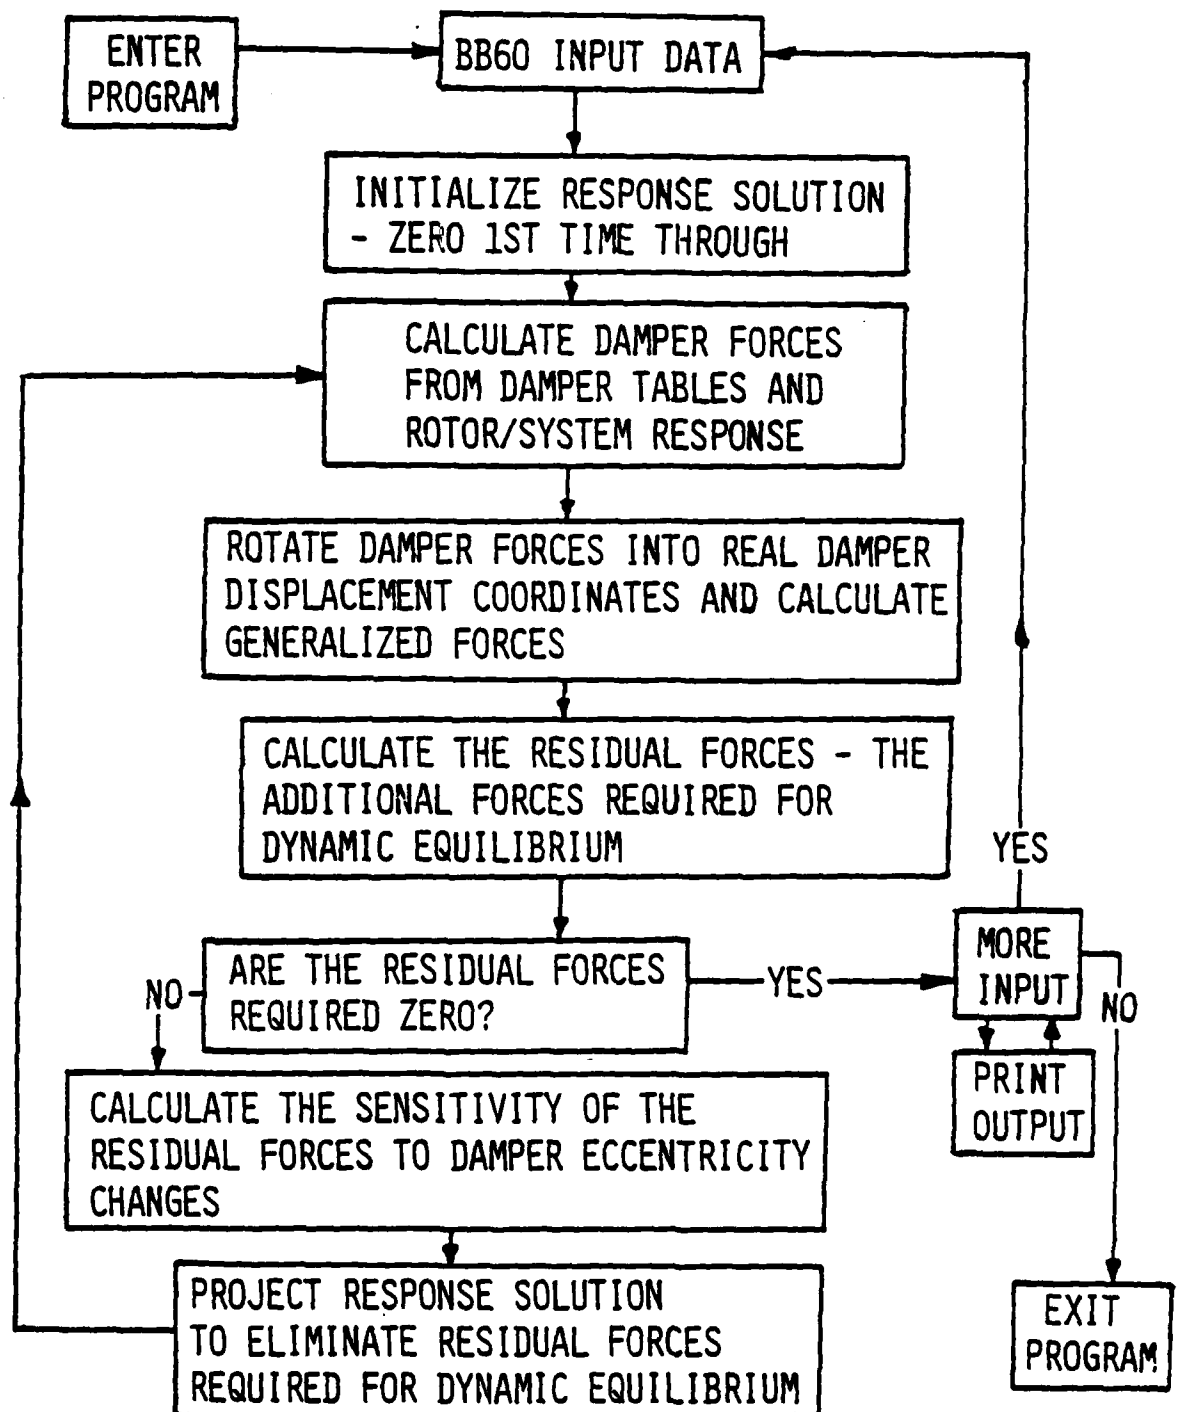 ENTER
PROGRAM
BB60 INPUT DATA
INITIALIZE RESPONSE SOLUTION
- ZERO 1ST TIME THROUGH
CALCULATE DAMPER FORCES
FROM DAMPER TABLES AND
ROTOR/SYSTEM RESPONSE
ROTATE DAMPER FORCES INTO REAL DAMPER
DISPLACEMENT COORDINATES AND CALCULATE
GENERALIZED FORCES
CALCULATE THE RESIDUAL FORCES - THE
ADDITIONAL FORCES REQUIRED FOR
DYNAMIC EQUILIBRIUM
ARE THE RESIDUAL FORCES
REQUIRED ZERO?
NO
YES
MORE
INPUT
YES
NO
PRINT
OUTPUT
CALCULATE THE SENSITIVITY OF THE
RESIDUAL FORCES TO DAMPER ECCENTRICITY
CHANGES
PROJECT RESPONSE SOLUTION
TO ELIMINATE RESIDUAL FORCES
REQUIRED FOR DYNAMIC EQUILIBRIUM
EXIT
PROGRAM